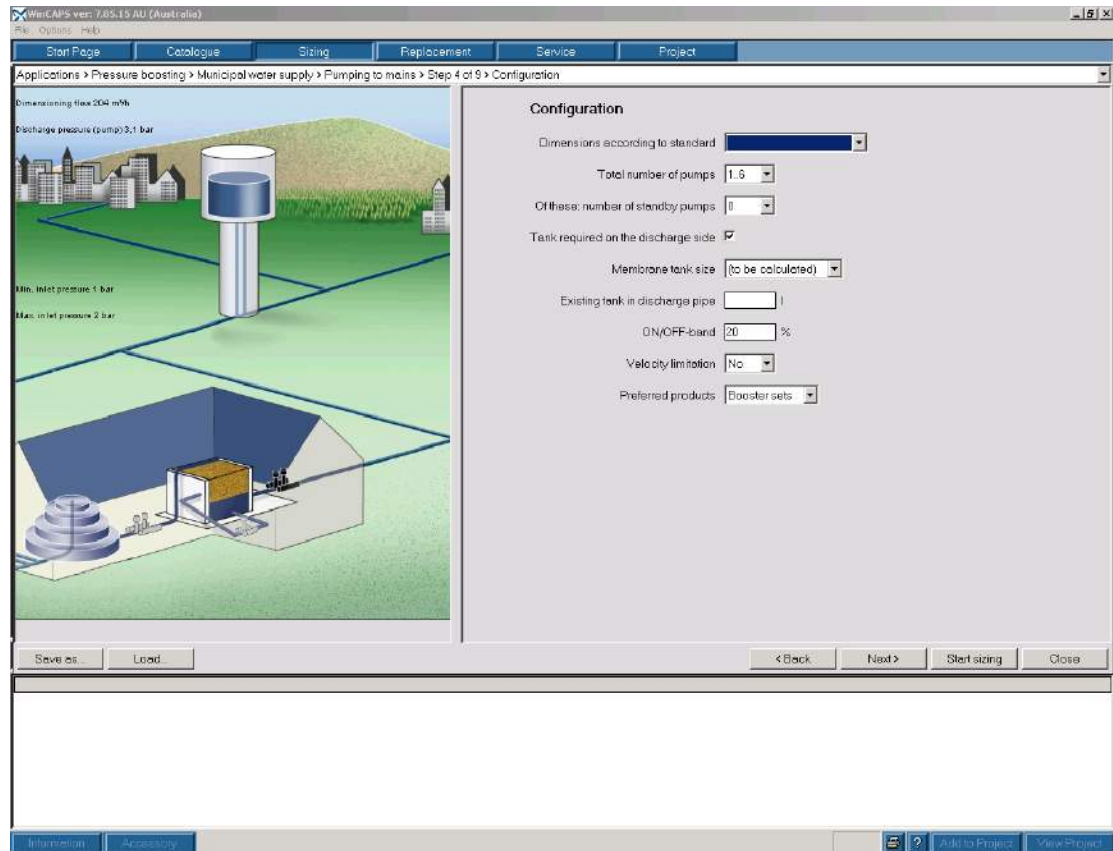 WinCAPS ver: 7.85.15 AU (Australia)
File Options Help
Start Page Catalogue Sizing Replacement Service Project
Applications > Pressure boosting > Municipal water supply > Pumping to mains > Step 4 of 9 > Configuration
Dimensioning flow 204 m³/h
Discharge pressure (pump) 3,1 bar
Min. inlet pressure 1 bar
Max. inlet pressure 2 bar
Configuration
Dimensions according to standard
Total number of pumps 1..6
Of these: number of standby pumps 0
Tank required on the discharge side
Membrane tank size (to be calculated)
Existing tank in discharge pipe l
ON/OFF-band 20 %
Velocity limitation No
Preferred products Booster sets
Save as... Load... < Back Next > Start sizing Close
Information Accessory ? Add to Project View Project